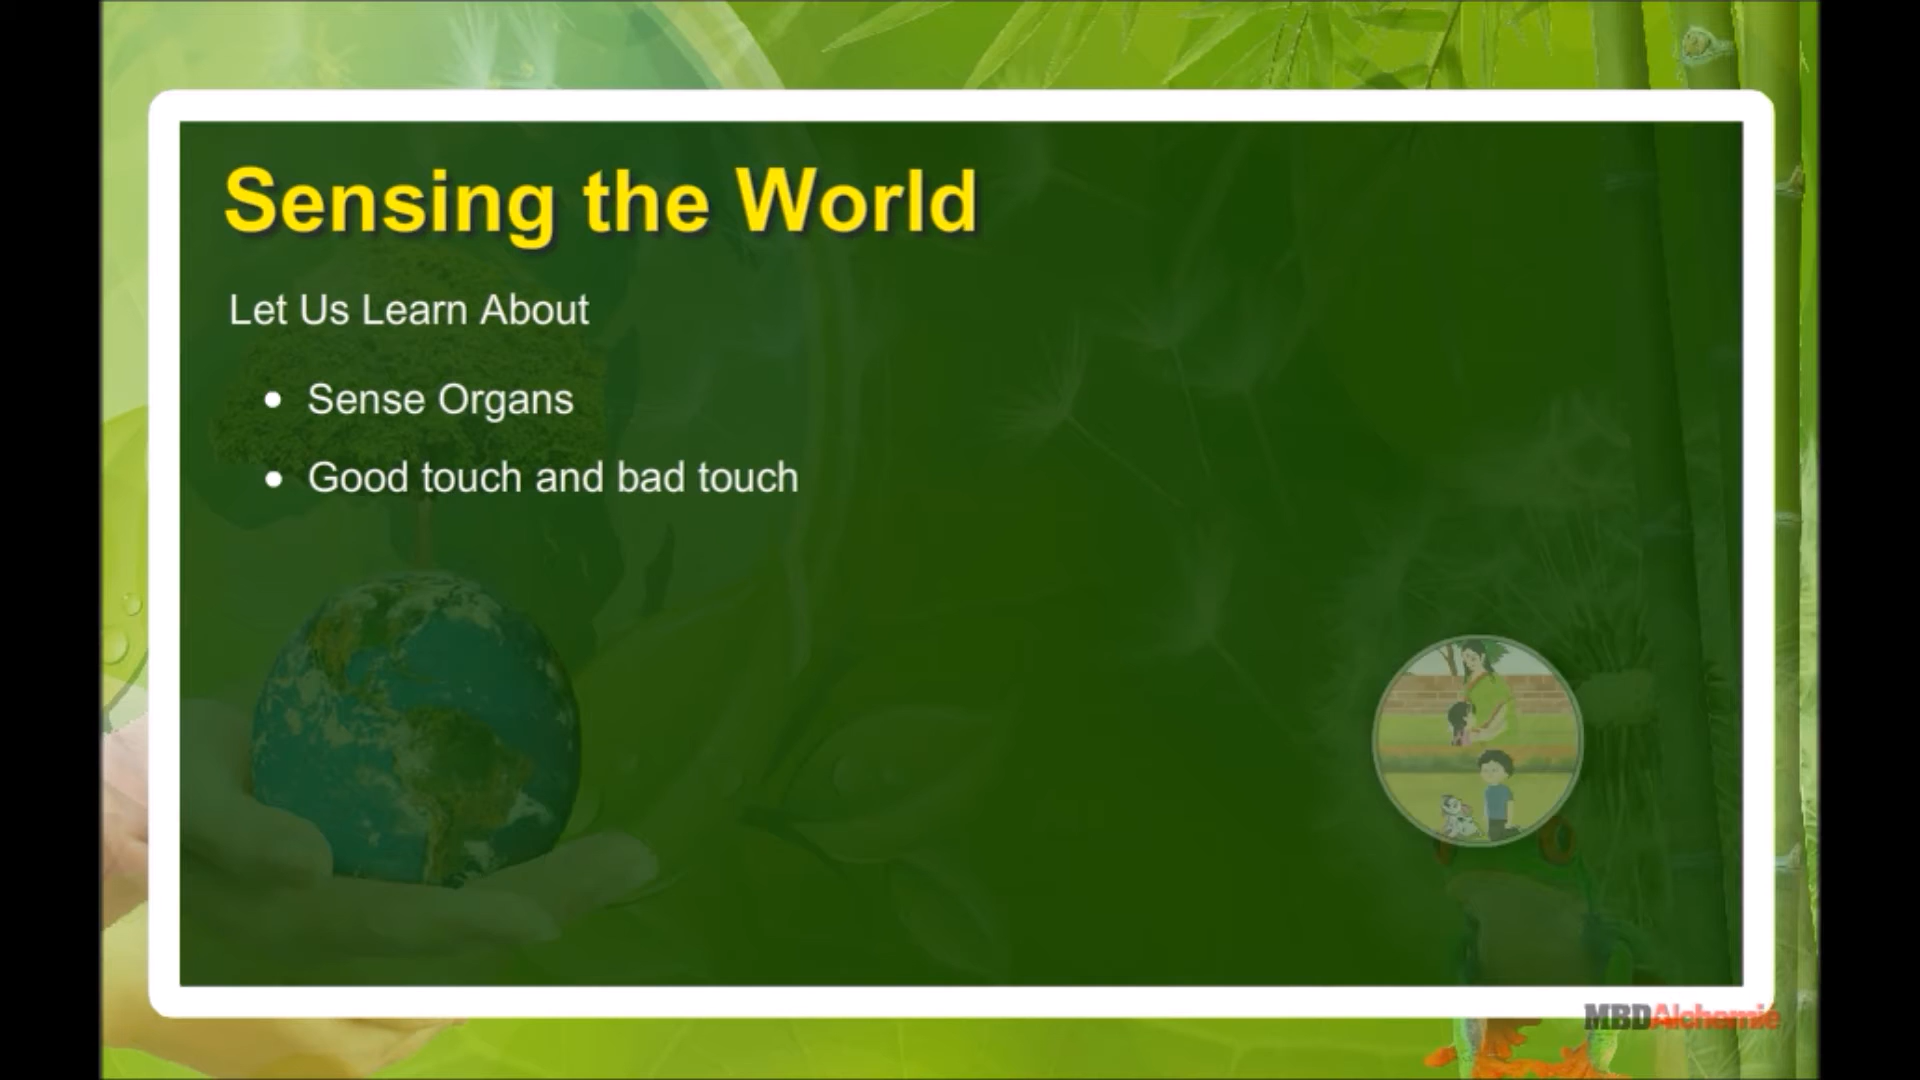 Sensing the World
Let Us Learn About
• Sense Organs
• Good touch and bad touch
MBDAlchemie